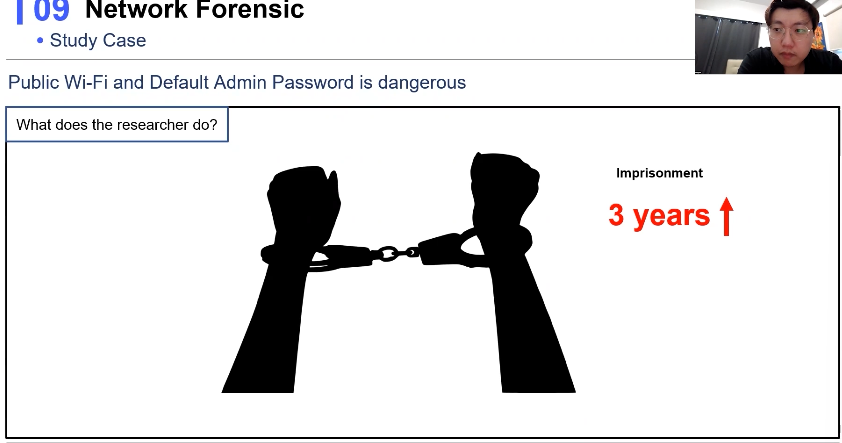 09 Network Forensic
• Study Case
Public Wi-Fi and Default Admin Password is dangerous
What does the researcher do?
Imprisonment
3 years